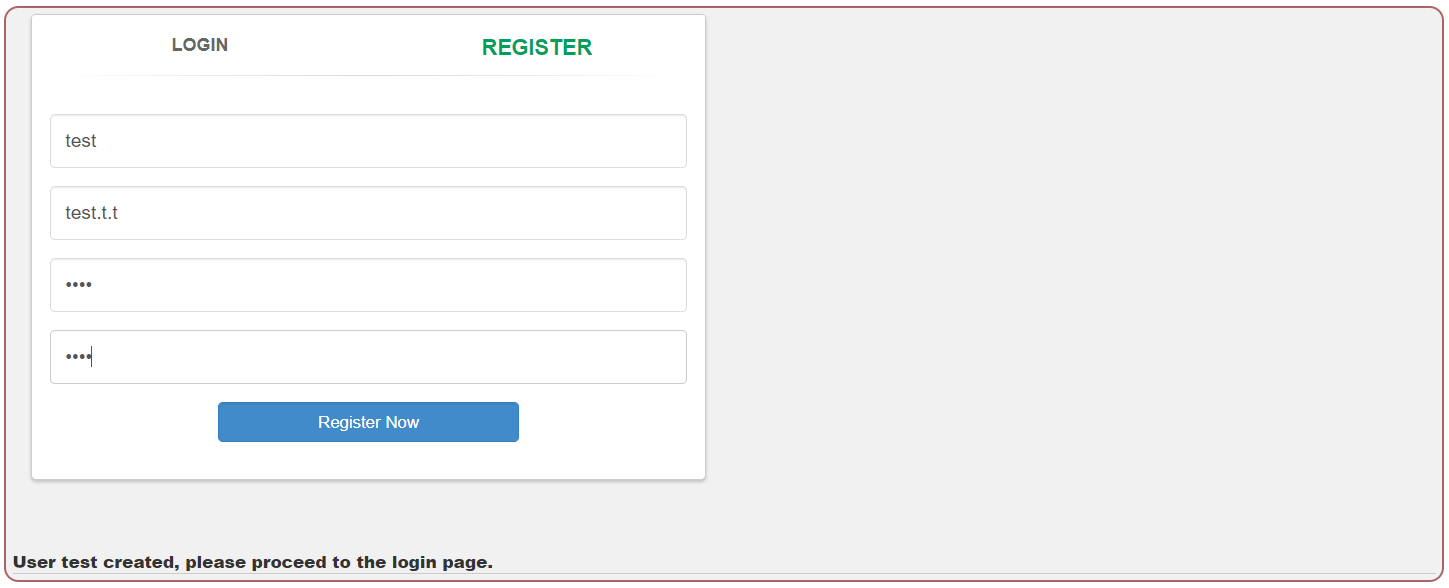 LOGIN REGISTER
test
test.t.t
••••
••••
Register Now
User test created, please proceed to the login page.